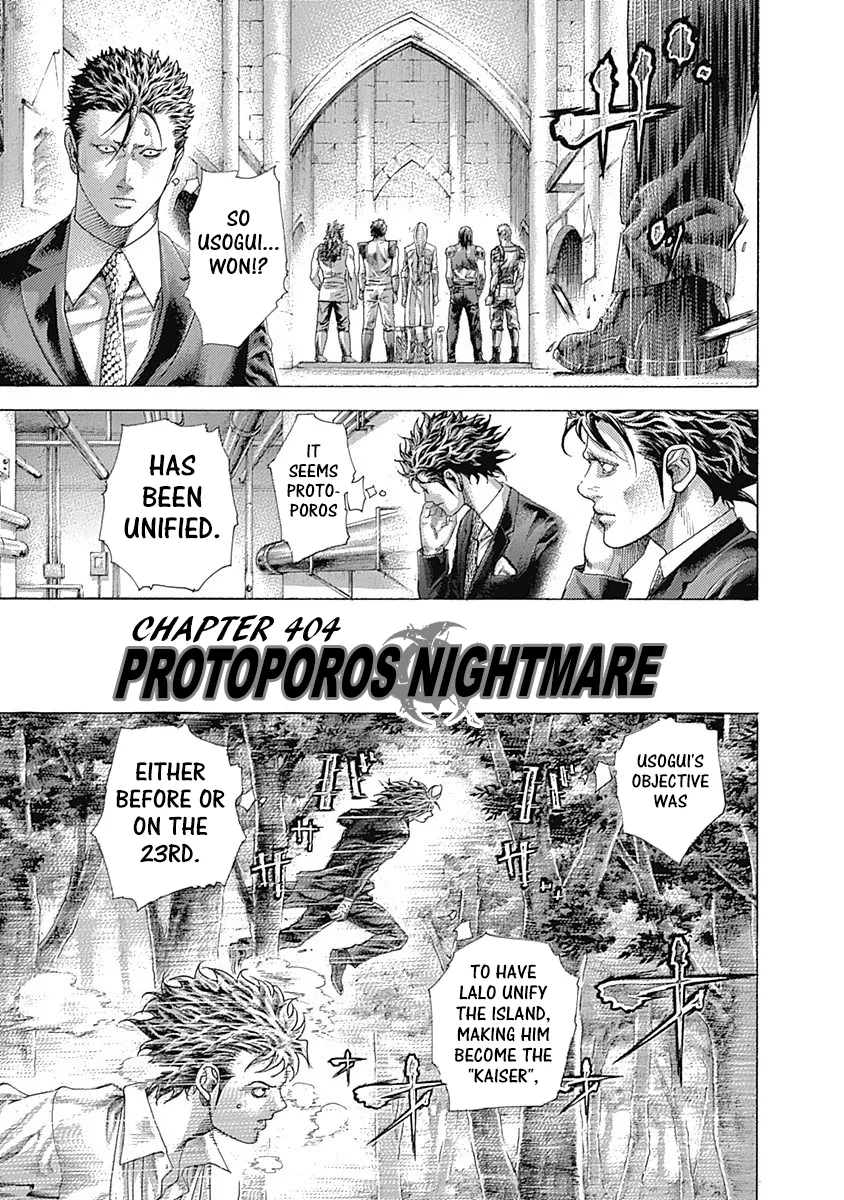 ザ
SO
USOGUI...
WON!?
IT
SEEMS
PROTO-
POROS
HAS
BEEN
UNIFIED.
CHAPTER 404
PROTOPOROS NIGHTMARE
USOGUI'S
OBJECTIVE
WAS
EITHER
BEFORE OR
ON THE
23RD.
TO HAVE
LALO UNIFY
THE ISLAND,
MAKING HIM
BECOME THE
"KAISER",